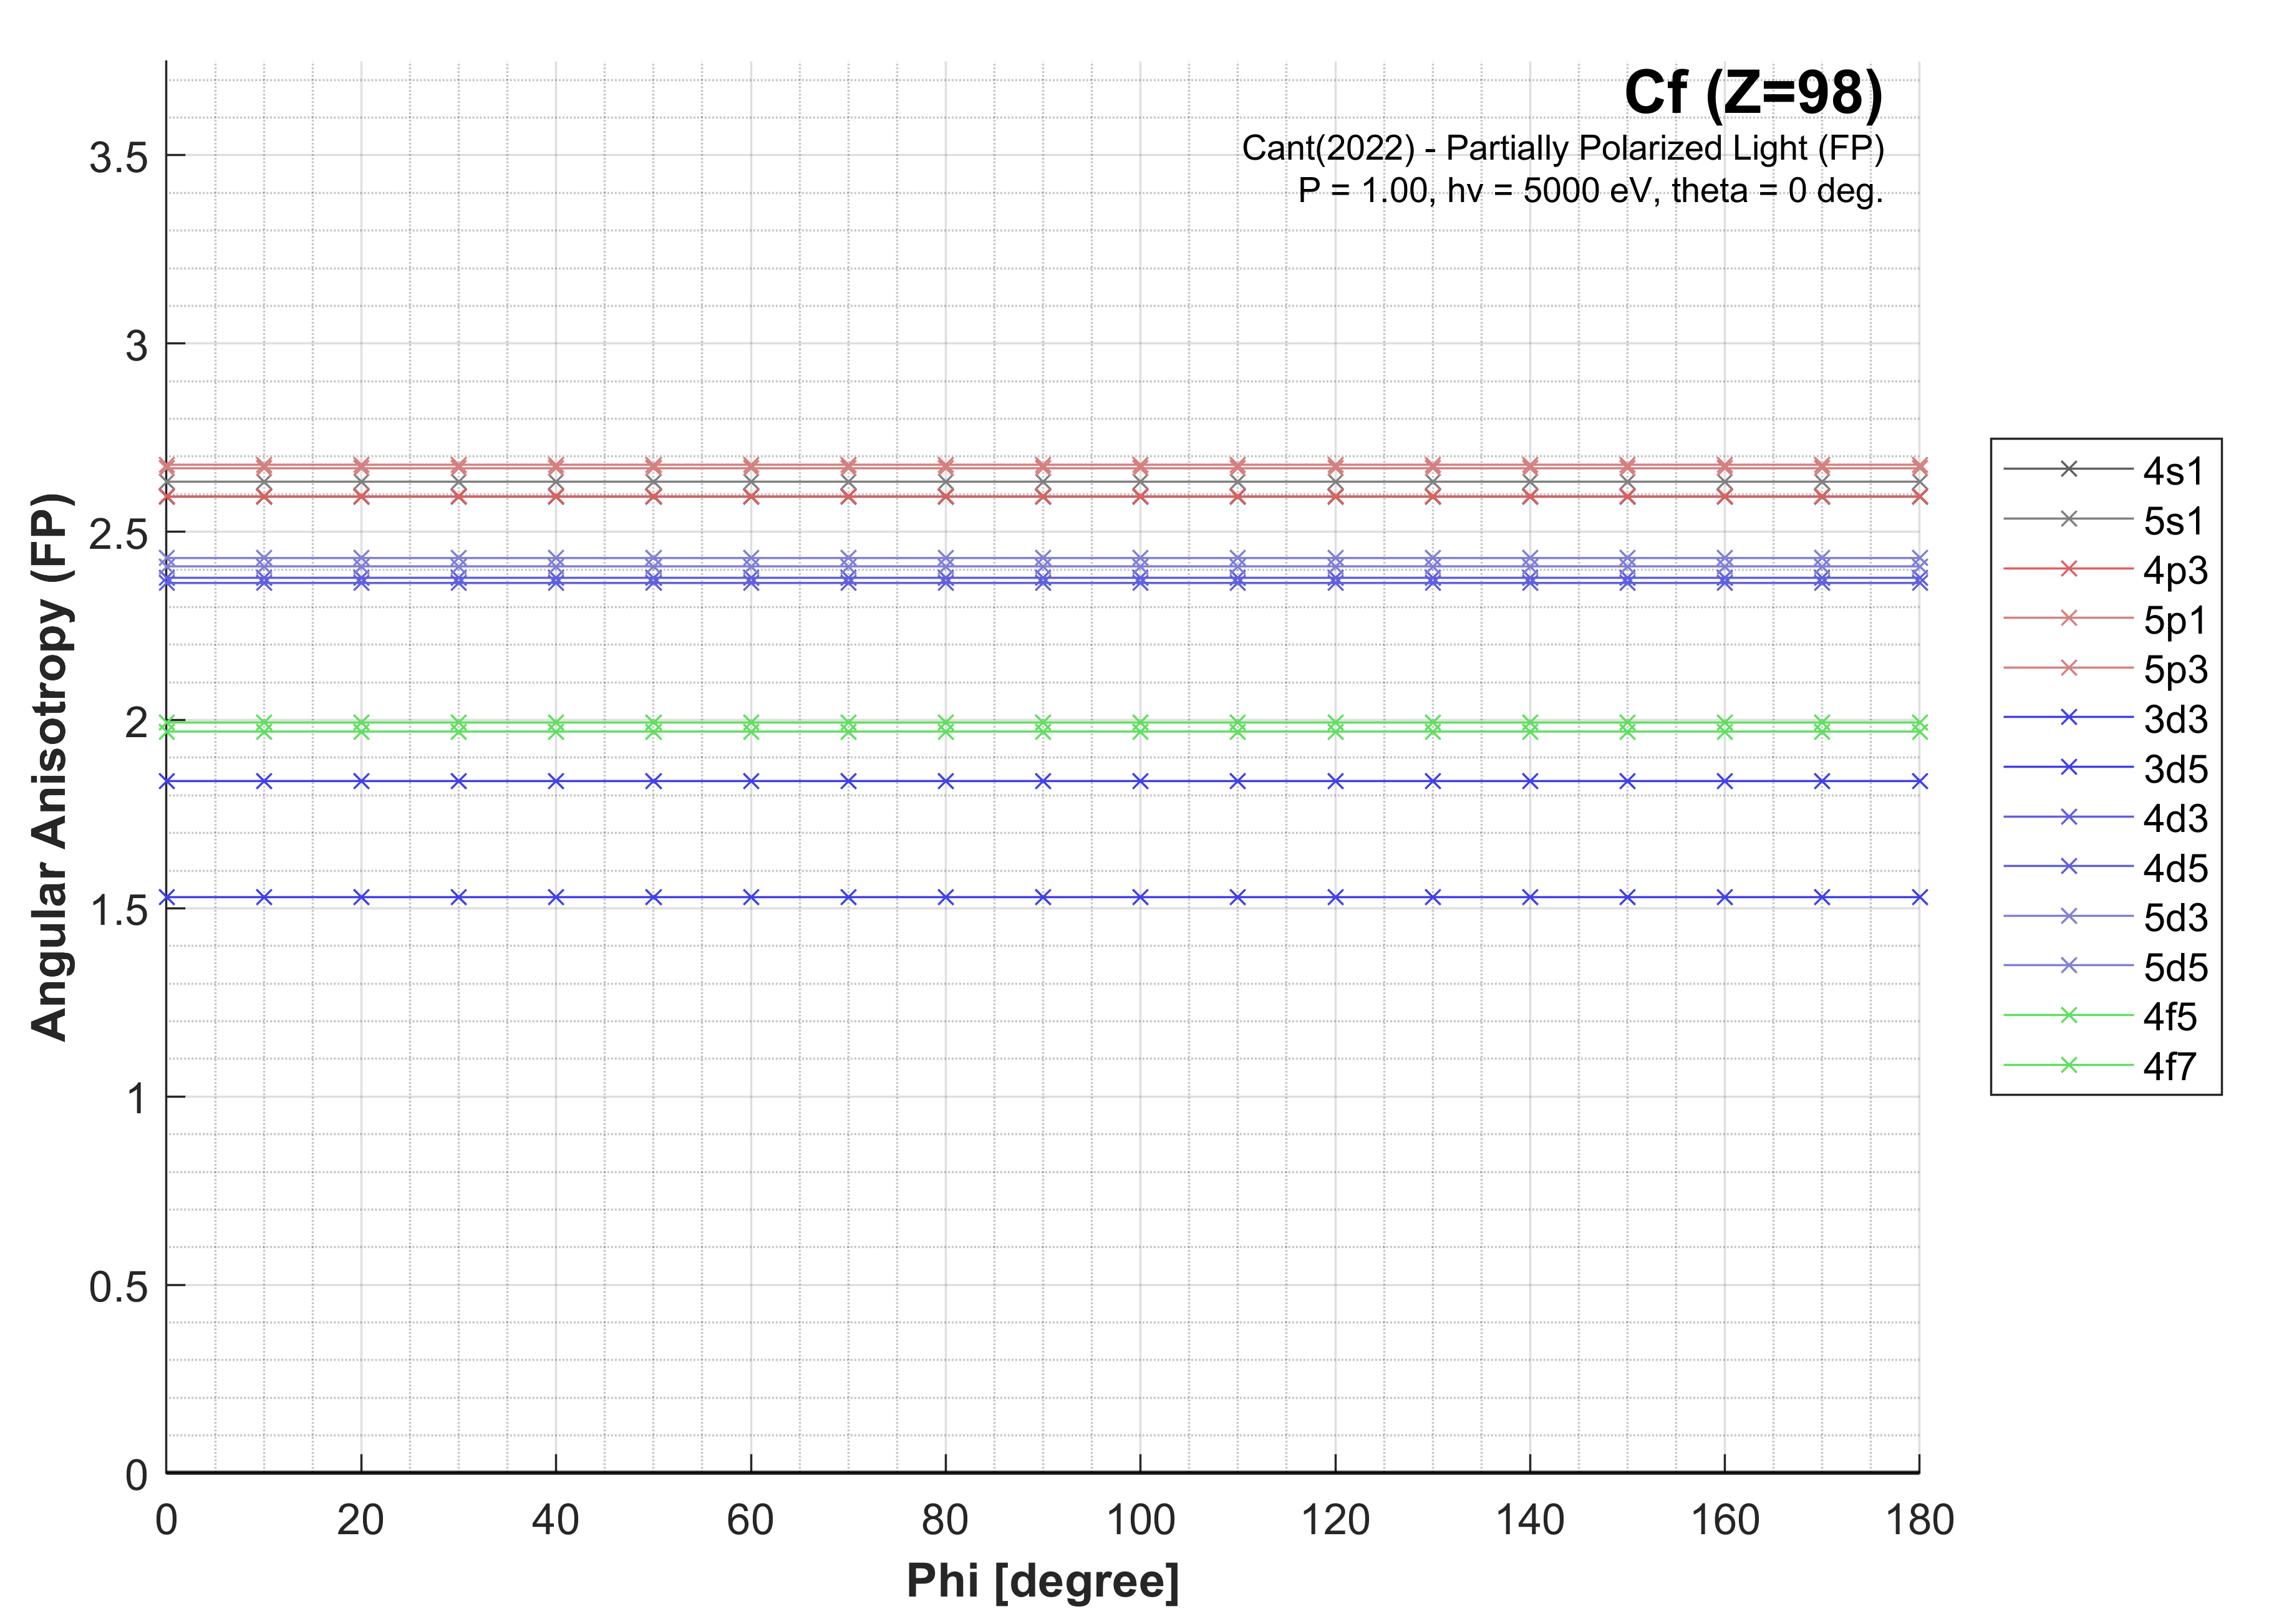 Cf (Z=98)
Cant(2022) - Partially Polarized Light (FP)
P = 1.00, hv = 5000 eV, theta = 0 deg.
Angular Anisotropy (FP)
3.5
3
2.5
2
1.5
1
0.5
0
0 20 40 60 80 100 120 140 160 180
Phi [degree]
4s1
5s1
4p3
5p1
5p3
3d3
3d5
4d3
4d5
5d3
5d5
4f5
4f7